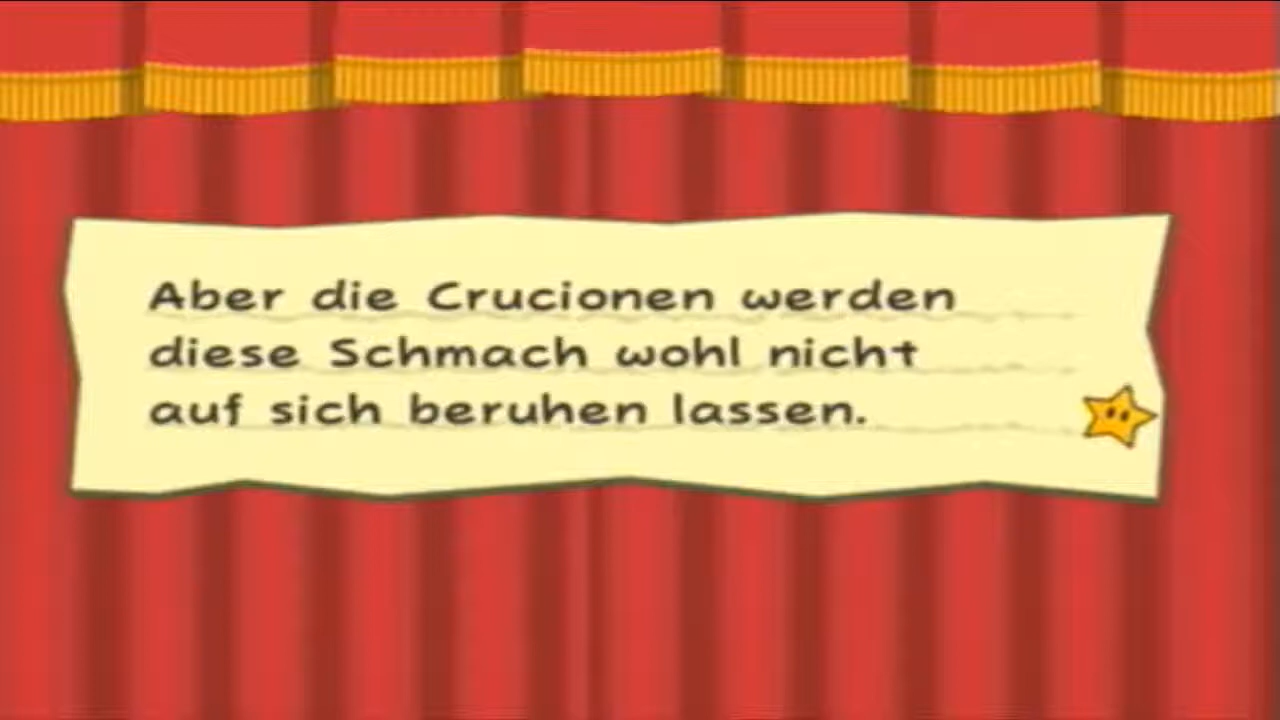 Aber die Crucionen werden
diese Schmach wohl nicht
auf sich beruhen lassen.